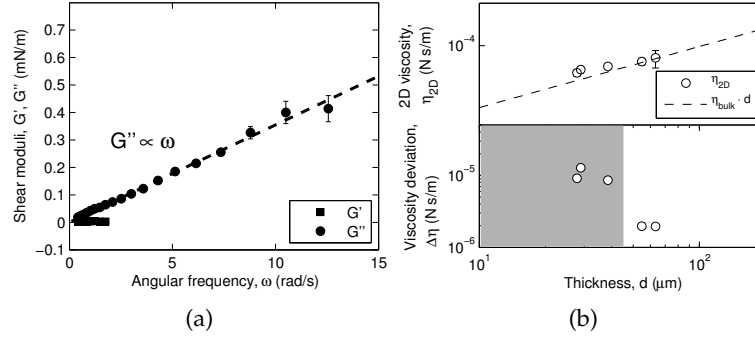 0.7
0.6
0.5
0.4
0.3
0.2
0.1
0
-0.1
Shear moduli, G', G'' (mN/m)
G'' ∝ ω
G'
G''
0 5 10 15
Angular frequency, ω (rad/s)
(a)
2D viscosity,
η2D (N s/m)
10^-4
η2D
ηbulk · d
Viscosity deviation,
Δη (N s/m)
10^-5
10^-6
10^1 10^2
Thickness, d (μm)
(b)